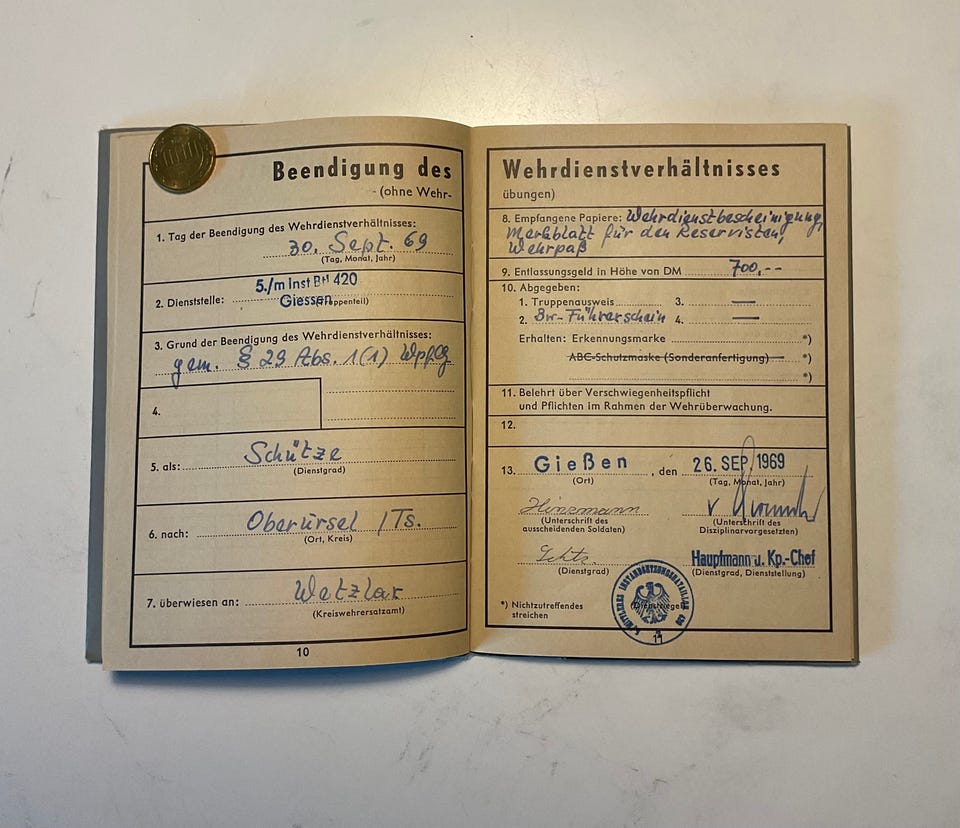 Beendigung des
(ohne Wehr-
1. Tag der Beendigung des Wehrdienstverhältnisses:
30. Sept. 69
(Tag, Monat, Jahr)
5./m Inst Btl 420
2. Dienststelle:
Giessen
3. Grund der Beendigung des Wehrdienstverhältnisses:
gem. § 29 Abs. 1(1) Wpflg
4.
5. als: Schütze
(Dienstgrad)
6. nach: Oberursel / Ts.
(Ort, Kreis)
7. überwiesen an: Wetzlar
(Kreiswehrersatzamt)
10
Wehrdienstverhältnisses
übungen)
8. Empfangene Papiere: Wehrdienstbescheinigung,
Merkblatt für den Reservisten,
Wehrpaß
9. Entlassungsgeld in Höhe von DM 700,--
10. Abgegeben:
1. Truppenausweis 3. —
2. Bw-Führerschein 4. —
Erhalten: Erkennungsmarke *)
ABC-Schutzmaske (Sonderanfertigung) *)
*)
11. Belehrt über Verschwiegenheitspflicht
und Pflichten im Rahmen der Wehrüberwachung.
12.
13. Gießen, den 26. SEP. 1969
(Ort) (Tag, Monat, Jahr)
Hinemann
(Unterschrift des ausscheidenden Soldaten)
(Unterschrift des Disziplinarvorgesetzten)
Hauptmann u. Kp.-Chef
(Dienstgrad) (Dienstgrad, Dienststellung)
(Dienstsiegel)
*) Nichtzutreffendes
streichen
11